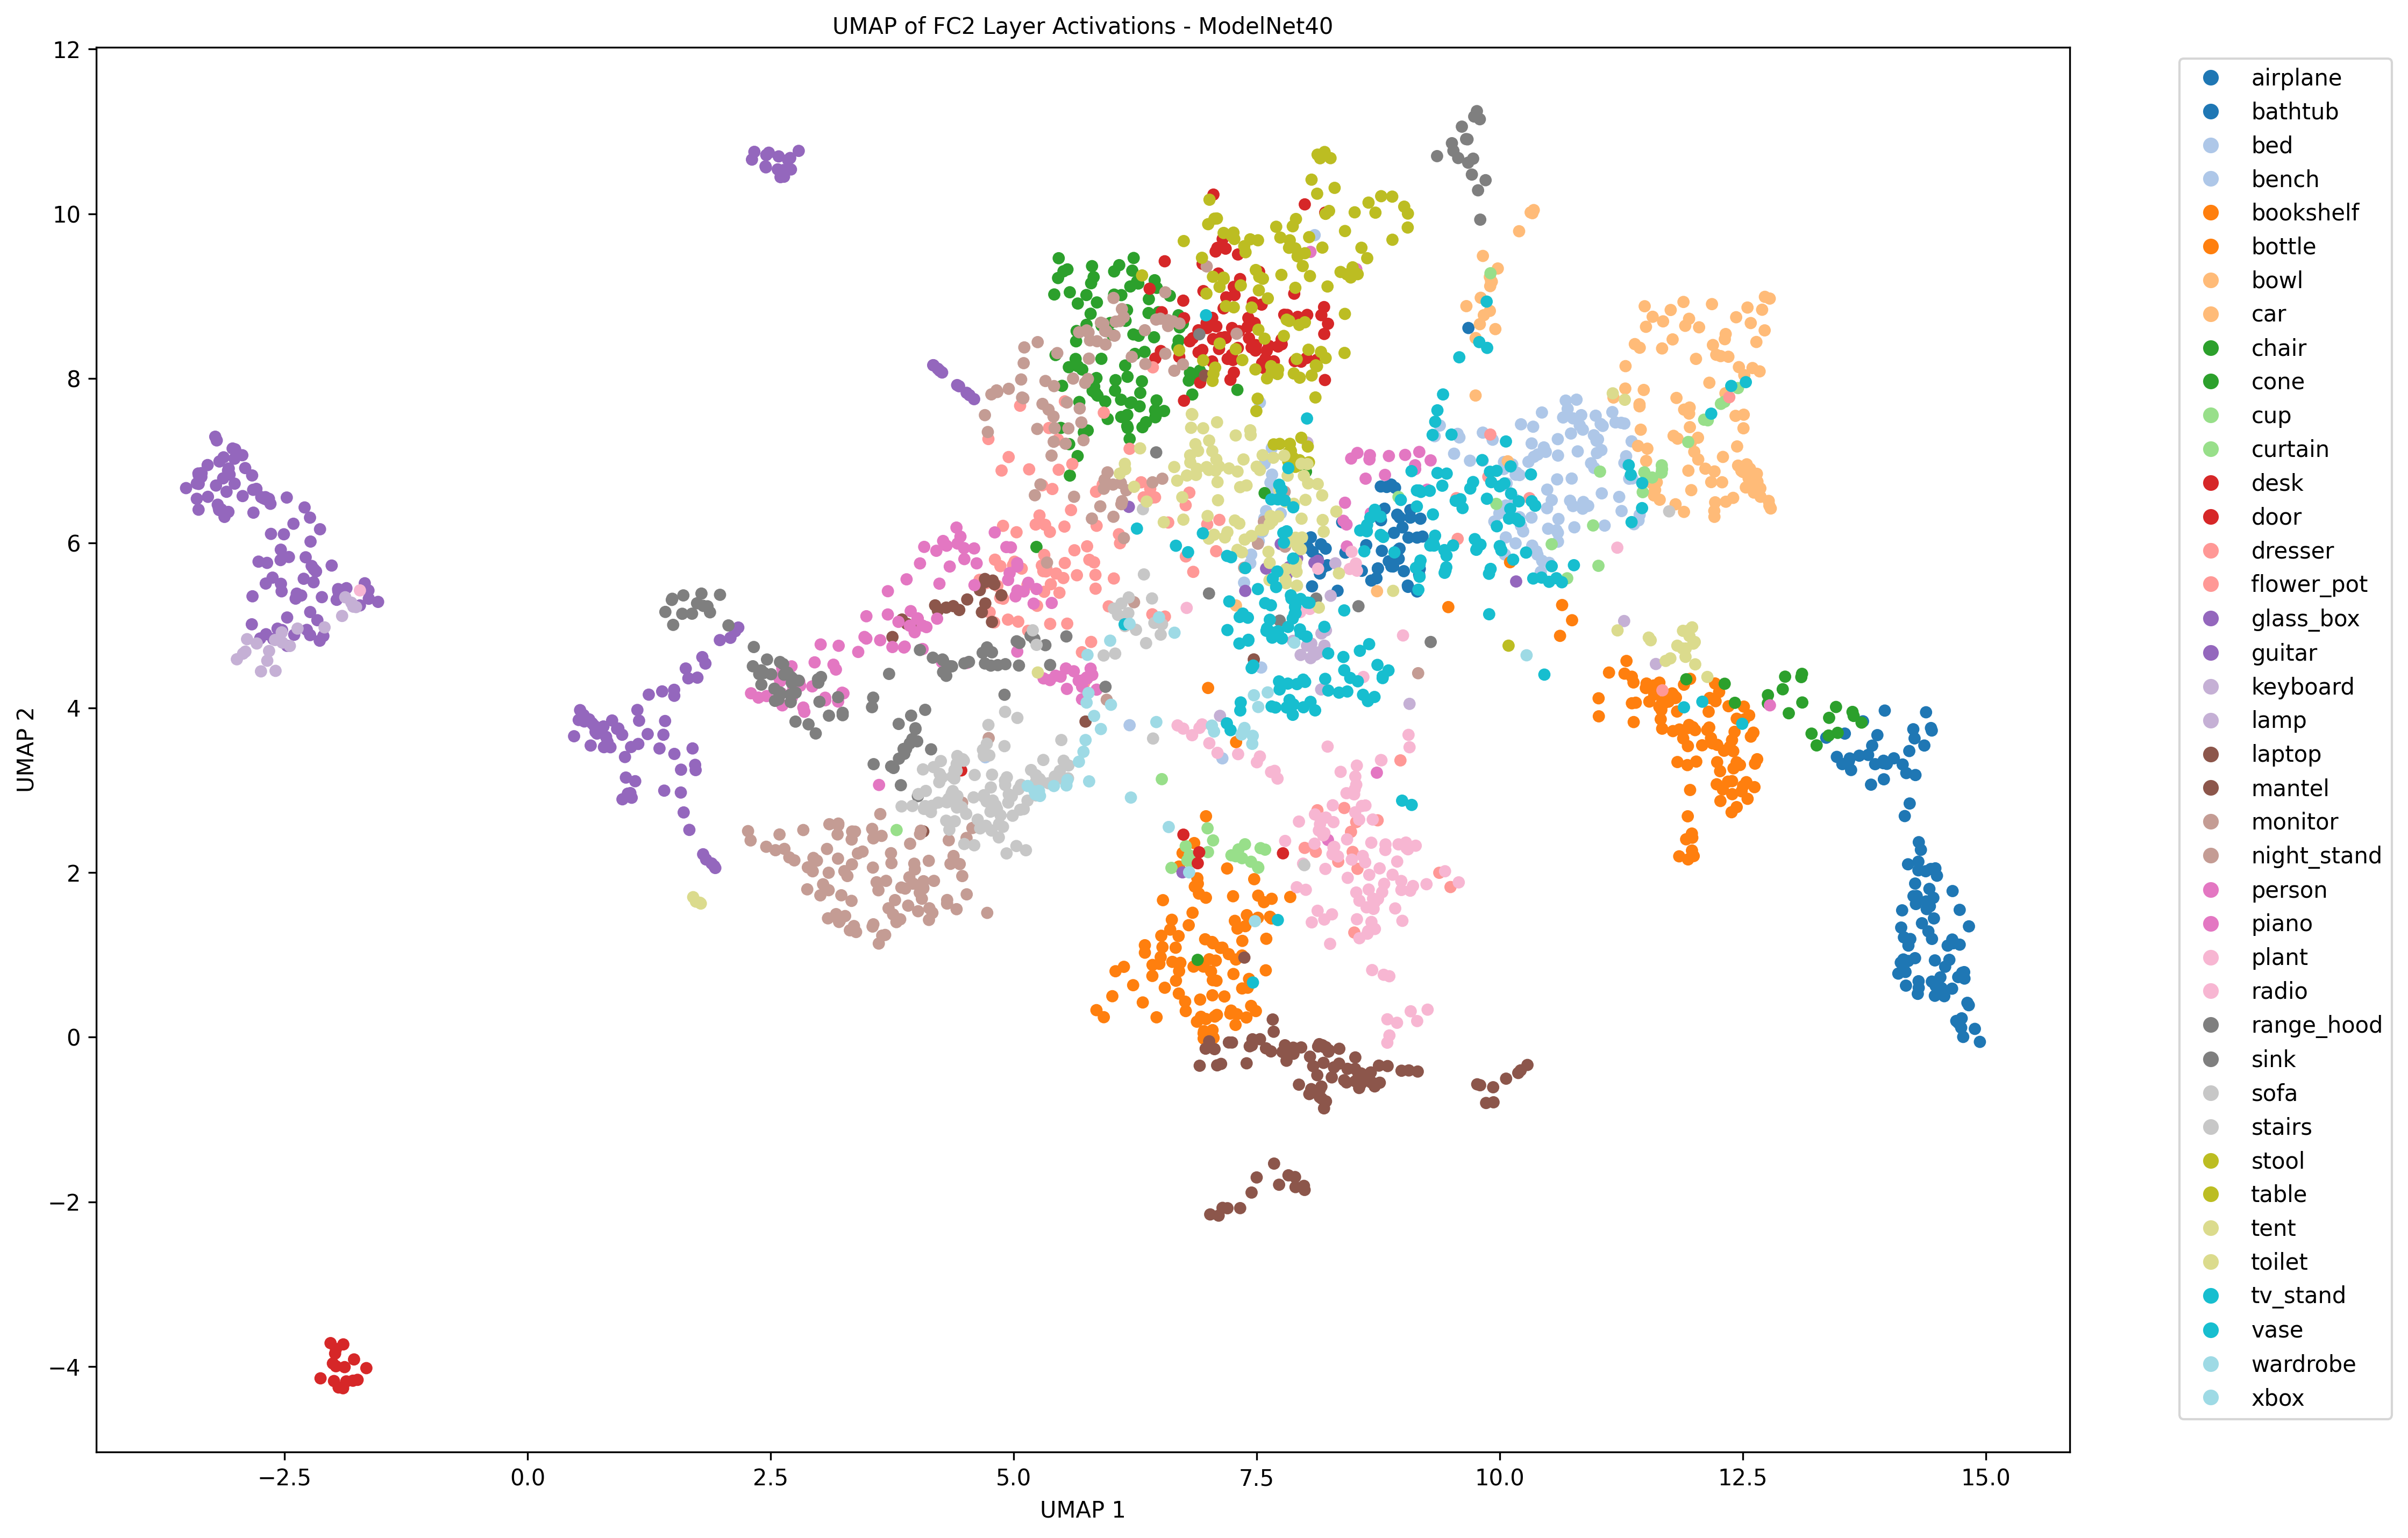 UMAP of FC2 Layer Activations - ModelNet40
12
10
8
6
4
2
0
−2
−4
UMAP 2
−2.5
0.0
2.5
5.0
7.5
10.0
12.5
15.0
UMAP 1
airplane
bathtub
bed
bench
bookshelf
bottle
bowl
car
chair
cone
cup
curtain
desk
door
dresser
flower_pot
glass_box
guitar
keyboard
lamp
laptop
mantel
monitor
night_stand
person
piano
plant
radio
range_hood
sink
sofa
stairs
stool
table
tent
toilet
tv_stand
vase
wardrobe
xbox